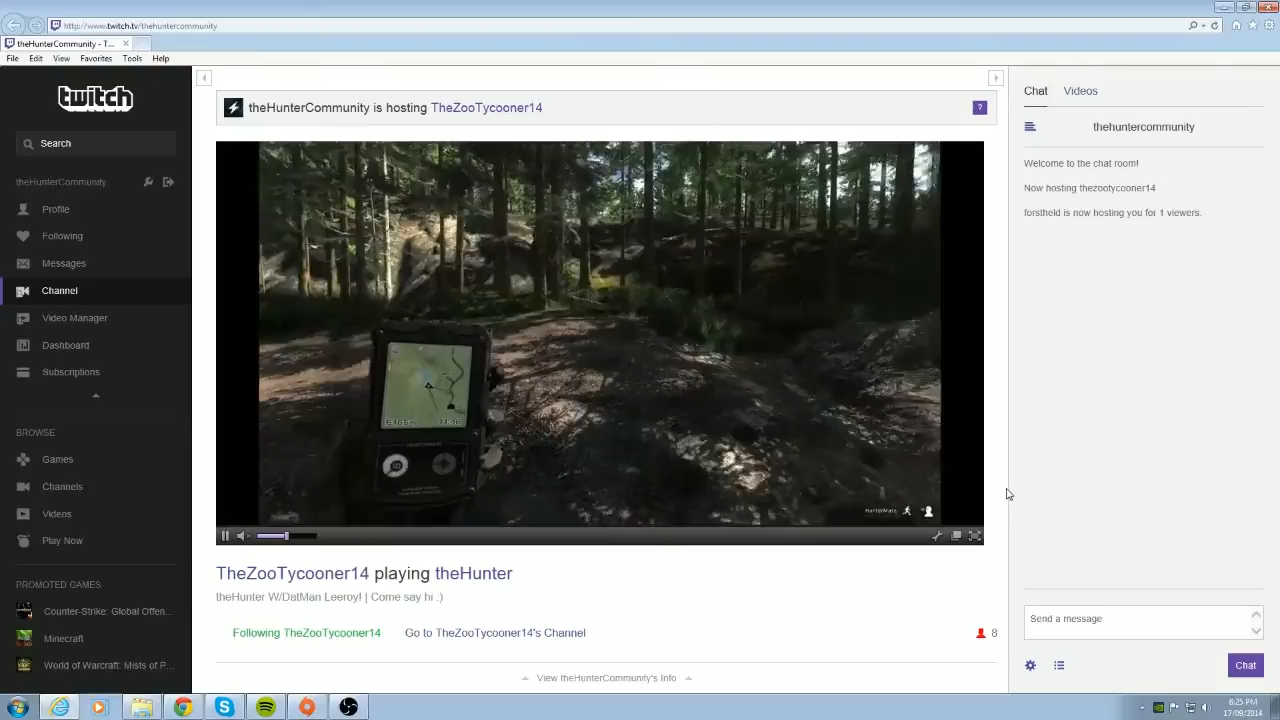 http://www.twitch.tv/thehuntercommunity
theHunterCommunity - T...
File Edit View Favorites Tools Help
twitch
Search
theHunterCommunity
Profile
Following
Messages
Channel
Video Manager
Dashboard
Subscriptions
BROWSE
Games
Channels
Videos
Play Now
PROMOTED GAMES
Counter-Strike: Global Offen...
Minecraft
World of Warcraft: Mists of P...
theHunterCommunity is hosting TheZooTycooner14
?
HunterMate
TheZooTycooner14 playing theHunter
theHunter W/DatMan Leeroy! | Come say hi :)
Following TheZooTycooner14 Go to TheZooTycooner14's Channel
8
View theHunterCommunity's Info
Chat Videos
thehuntercommunity
Welcome to the chat room!
Now hosting thezootycooner14
forstheld is now hosting you for 1 viewers.
Send a message
Chat
8:25 PM
17/09/2014